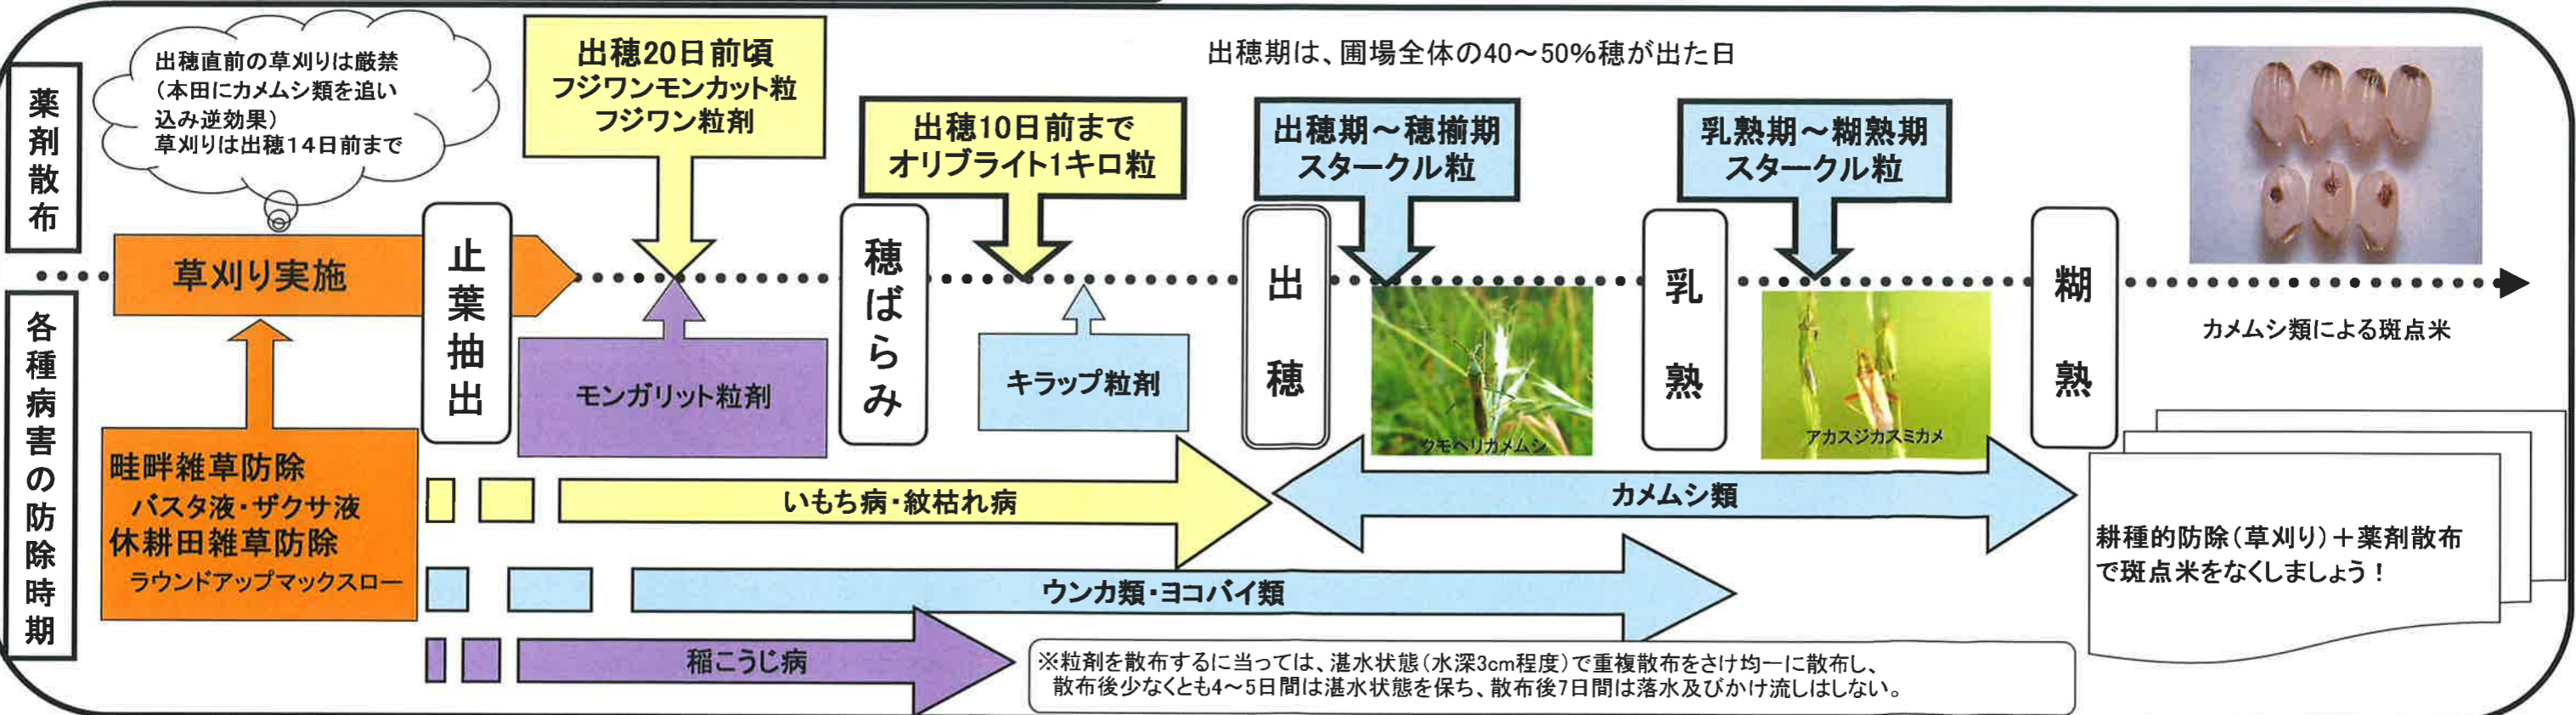 薬剤散布
出穂直前の草刈りは厳禁
(本田にカメムシ類を追い
込み逆効果)
草刈りは出穂14日前まで
出穂20日前頃
フジワンモンカット粒
フジワン粒剤
出穂10日前まで
オリブライト1キロ粒
出穂期は、圃場全体の40～50%穂が出た日
出穂期～穂揃期
スタークル粒
乳熟期～糊熟期
スタークル粒
草刈り実施
止葉抽出
穂ばらみ
出穂
乳熟
糊熟
カメムシ類による斑点米
各種病害の防除時期
モンガリット粒剤
キラップ粒剤
クモヘリカメムシ
アカスジカスミカメ
畦畔雑草防除
バスタ液・ザクサ液
休耕田雑草防除
ラウンドアップマックスロー
いもち病・紋枯れ病
カメムシ類
ウンカ類・ヨコバイ類
稲こうじ病
耕種的防除(草刈り)+薬剤散布
で斑点米をなくしましょう!
※粒剤を散布するに当っては、湛水状態(水深3cm程度)で重複散布をさけ均一に散布し、
散布後少なくとも4～5日間は湛水状態を保ち、散布後7日間は落水及びかけ流しはしない。